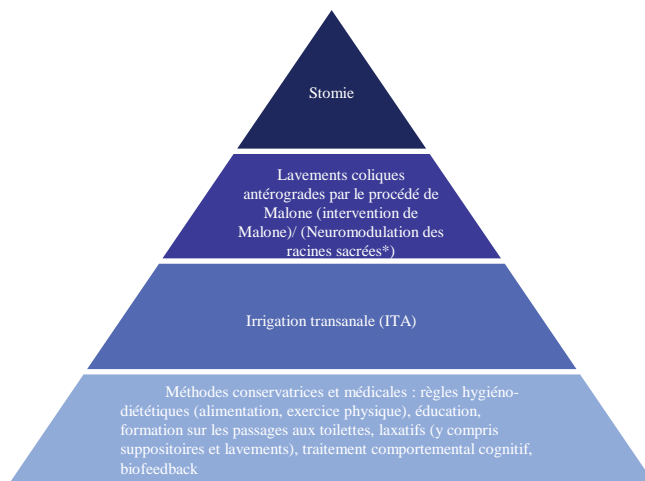 Stomie
Lavements coliques
antérogrades par le procédé de
Malone (intervention de
Malone)/ (Neuromodulation des
racines sacrées*)
Irrigation transanale (ITA)
Méthodes conservatrices et médicales : règles hygiéno-
diététiques (alimentation, exercice physique), éducation,
formation sur les passages aux toilettes, laxatifs (y compris
suppositoires et lavements), traitement comportemental cognitif,
biofeedback